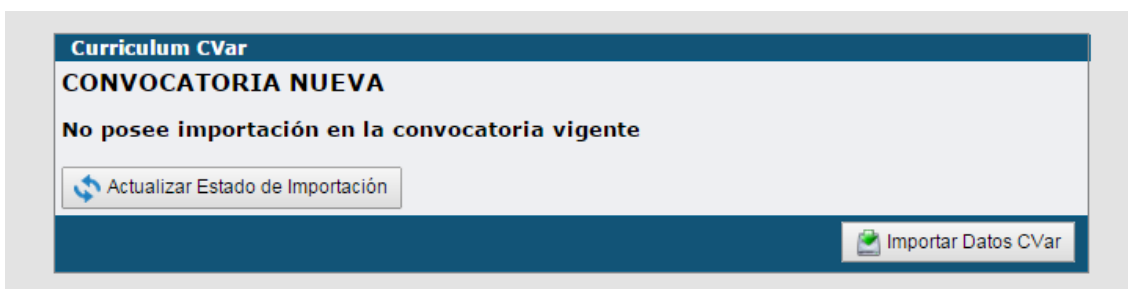 Curriculum CVar
CONVOCATORIA NUEVA
No posee importación en la convocatoria vigente
Actualizar Estado de Importación
Importar Datos CVar